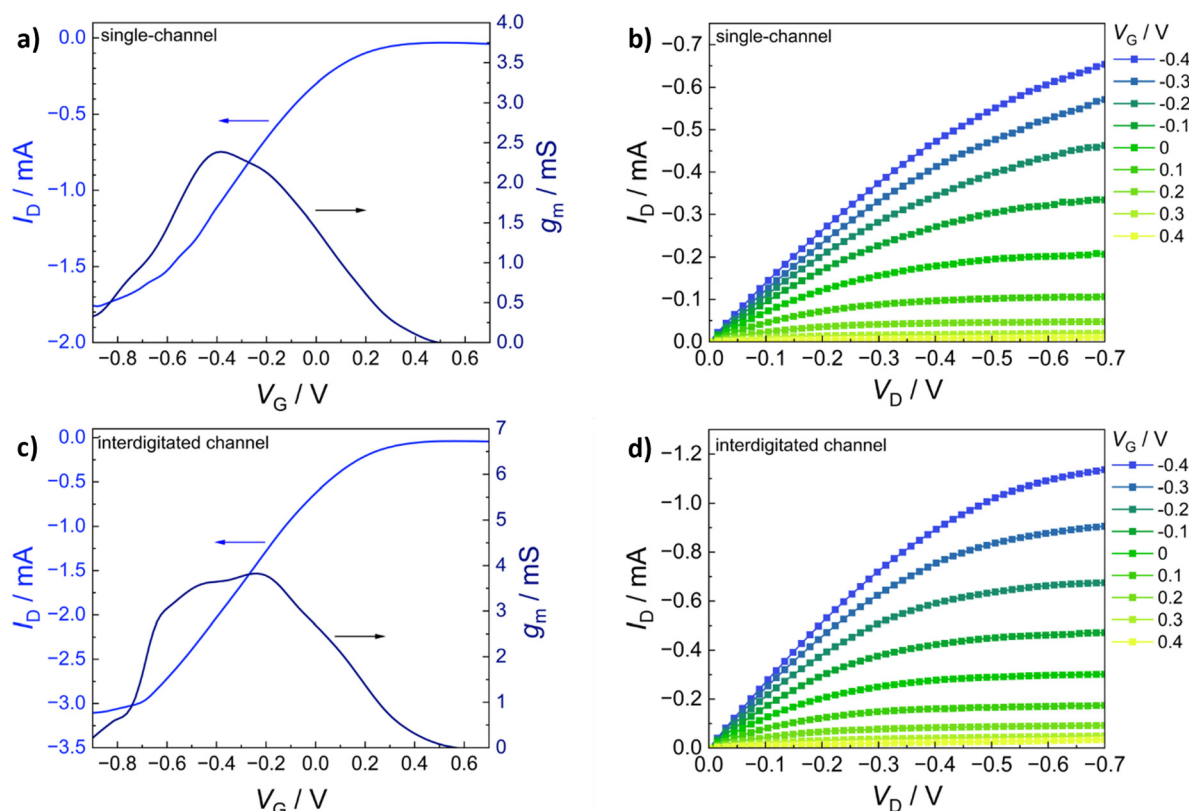 a)
single-channel
I_D / mA
0.0
−0.5
−1.0
−1.5
−2.0
4.0
3.5
3.0
2.5
2.0
1.5
1.0
0.5
0.0
g_m / mS
−0.8 −0.6 −0.4 −0.2 0.0 0.2 0.4 0.6
V_G / V
b)
single-channel
I_D / mA
−0.7
−0.6
−0.5
−0.4
−0.3
−0.2
−0.1
0.0
0.0 −0.1 −0.2 −0.3 −0.4 −0.5 −0.6 −0.7
V_D / V
V_G / V
-0.4
-0.3
-0.2
-0.1
0
0.1
0.2
0.3
0.4
c)
interdigitated channel
I_D / mA
0.0
−0.5
−1.0
−1.5
−2.0
−2.5
−3.0
−3.5
7
6
5
4
3
2
1
0
g_m / mS
−0.8 −0.6 −0.4 −0.2 0.0 0.2 0.4 0.6
V_G / V
d)
interdigitated channel
I_D / mA
−1.2
−1.0
−0.8
−0.6
−0.4
−0.2
0.0
0.0 −0.1 −0.2 −0.3 −0.4 −0.5 −0.6 −0.7
V_D / V
V_G / V
-0.4
-0.3
-0.2
-0.1
0
0.1
0.2
0.3
0.4